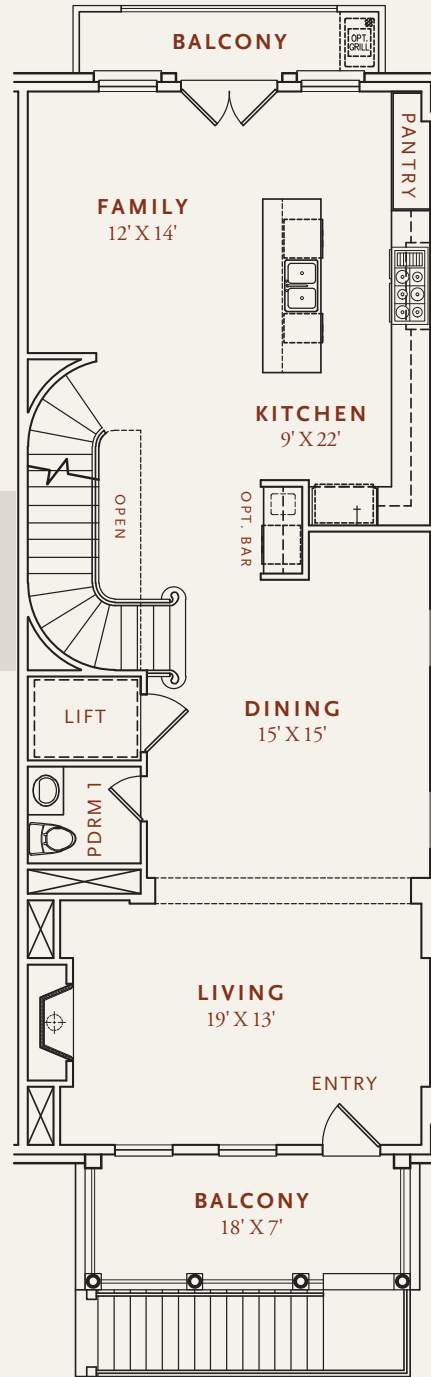 BALCONY
OPT.
GRILL
PANTRY
FAMILY
12' X 14'
KITCHEN
9' X 22'
OPEN
OPT. BAR
LIFT
DINING
15' X 15'
PDRM 1
LIVING
19' X 13'
ENTRY
BALCONY
18' X 7'